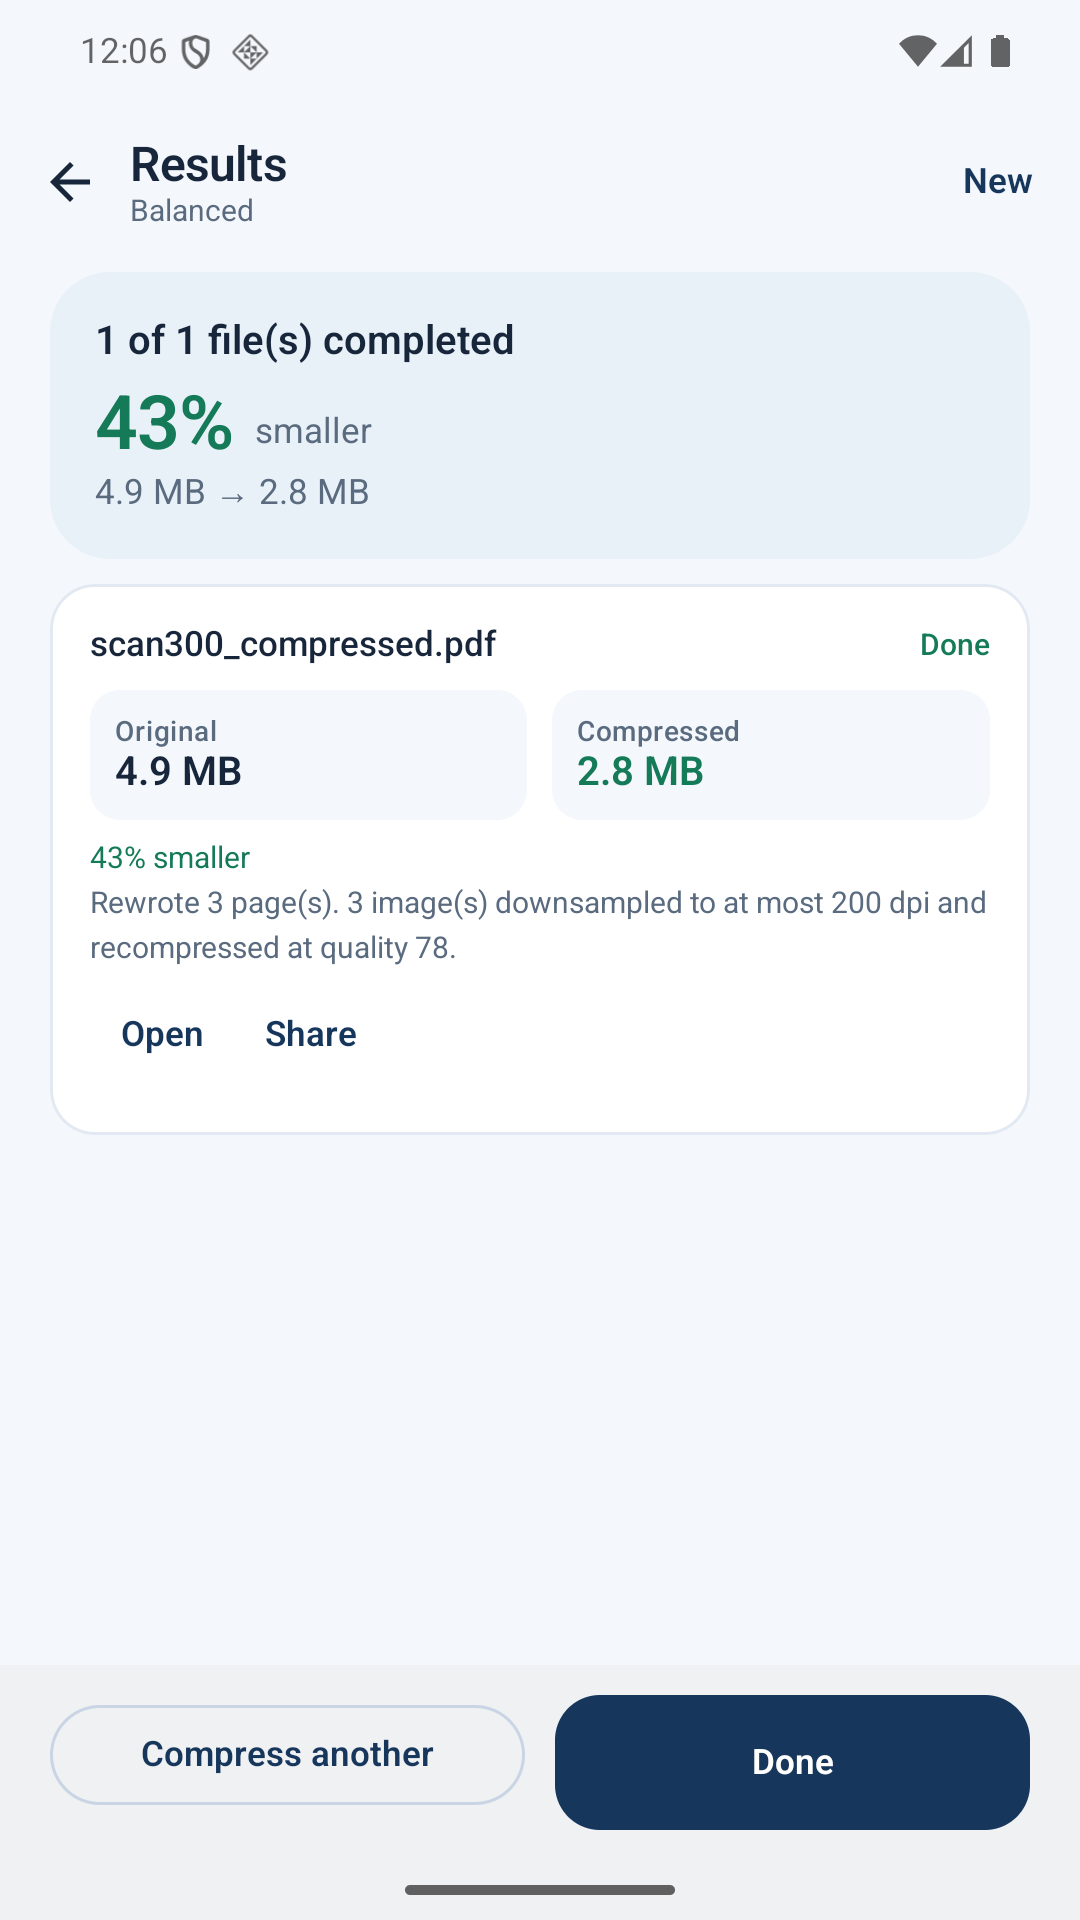 12:06
Results
Balanced
New
1 of 1 file(s) completed
43% smaller
4.9 MB → 2.8 MB
scan300_compressed.pdf
Done
Original
4.9 MB
Compressed
2.8 MB
43% smaller
Rewrote 3 page(s). 3 image(s) downsampled to at most 200 dpi and
recompressed at quality 78.
Open
Share
Compress another
Done